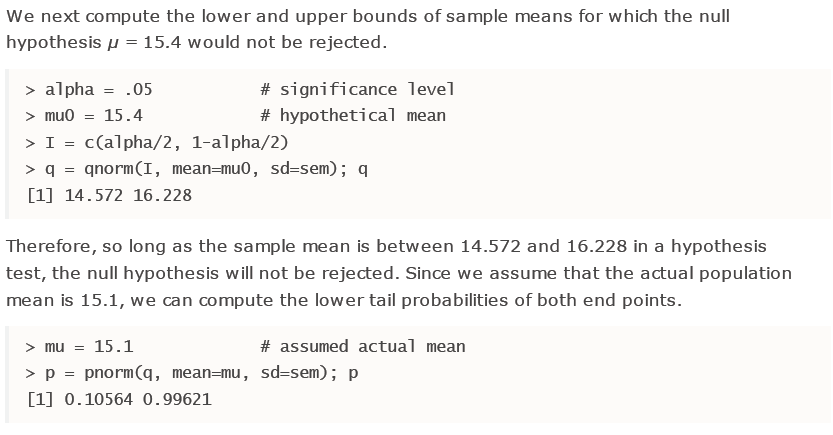 We next compute the lower and upper bounds of sample means for which the null
hypothesis μ = 15.4 would not be rejected.
> alpha = .05 # significance level
> mu0 = 15.4 # hypothetical mean
> I = c(alpha/2, 1-alpha/2)
> q = qnorm(I, mean=mu0, sd=sem); q
[1] 14.572 16.228
Therefore, so long as the sample mean is between 14.572 and 16.228 in a hypothesis
test, the null hypothesis will not be rejected. Since we assume that the actual population
mean is 15.1, we can compute the lower tail probabilities of both end points.
> mu = 15.1 # assumed actual mean
> p = pnorm(q, mean=mu, sd=sem); p
[1] 0.10564 0.99621